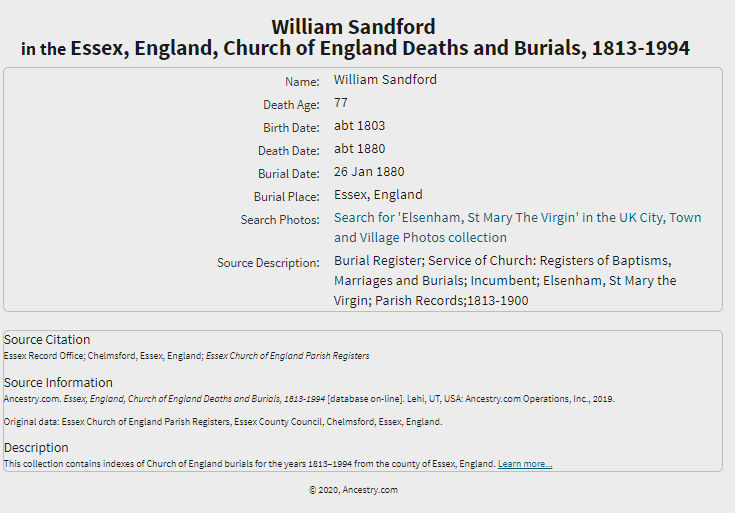 William Sandford
in the Essex, England, Church of England Deaths and Burials, 1813-1994
Name: William Sandford
Death Age: 77
Birth Date: abt 1803
Death Date: abt 1880
Burial Date: 26 Jan 1880
Burial Place: Essex, England
Search Photos: Search for 'Elsenham, St Mary The Virgin' in the UK City, Town
and Village Photos collection
Source Description: Burial Register; Service of Church: Registers of Baptisms,
Marriages and Burials; Incumbent; Elsenham, St Mary the
Virgin; Parish Records;1813-1900
Source Citation
Essex Record Office; Chelmsford, Essex, England; Essex Church of England Parish Registers
Source Information
Ancestry.com. Essex, England, Church of England Deaths and Burials, 1813-1994 [database on-line]. Lehi, UT, USA: Ancestry.com Operations, Inc., 2019.
Original data: Essex Church of England Parish Registers, Essex County Council, Chelmsford, Essex, England.
Description
This collection contains indexes of Church of England burials for the years 1813–1994 from the county of Essex, England. Learn more...
© 2020, Ancestry.com